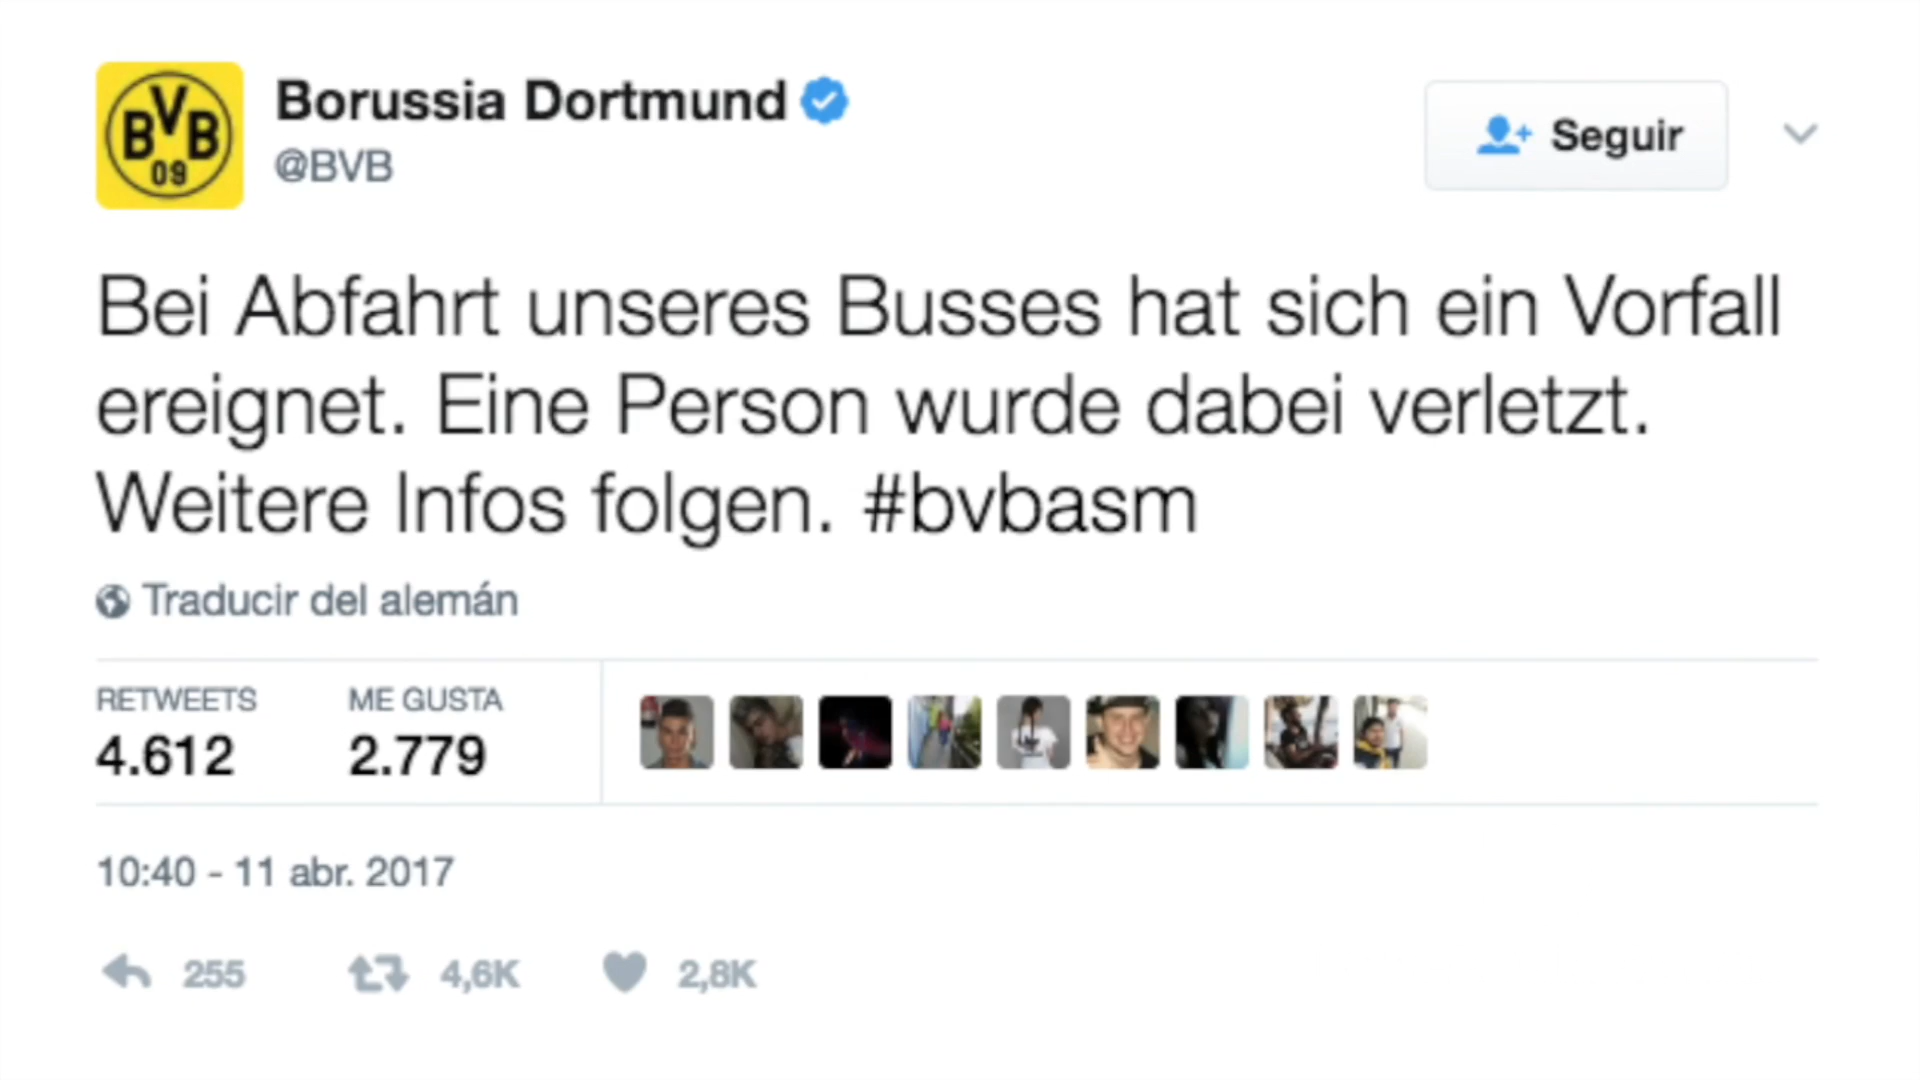 BVB
09
Borussia Dortmund
@BVB
Seguir
Bei Abfahrt unseres Busses hat sich ein Vorfall
ereignet. Eine Person wurde dabei verletzt.
Weitere Infos folgen. #bvbasm
Traducir del alemán
RETWEETS ME GUSTA
4.612 2.779
10:40 - 11 abr. 2017
255 4,6K 2,8K